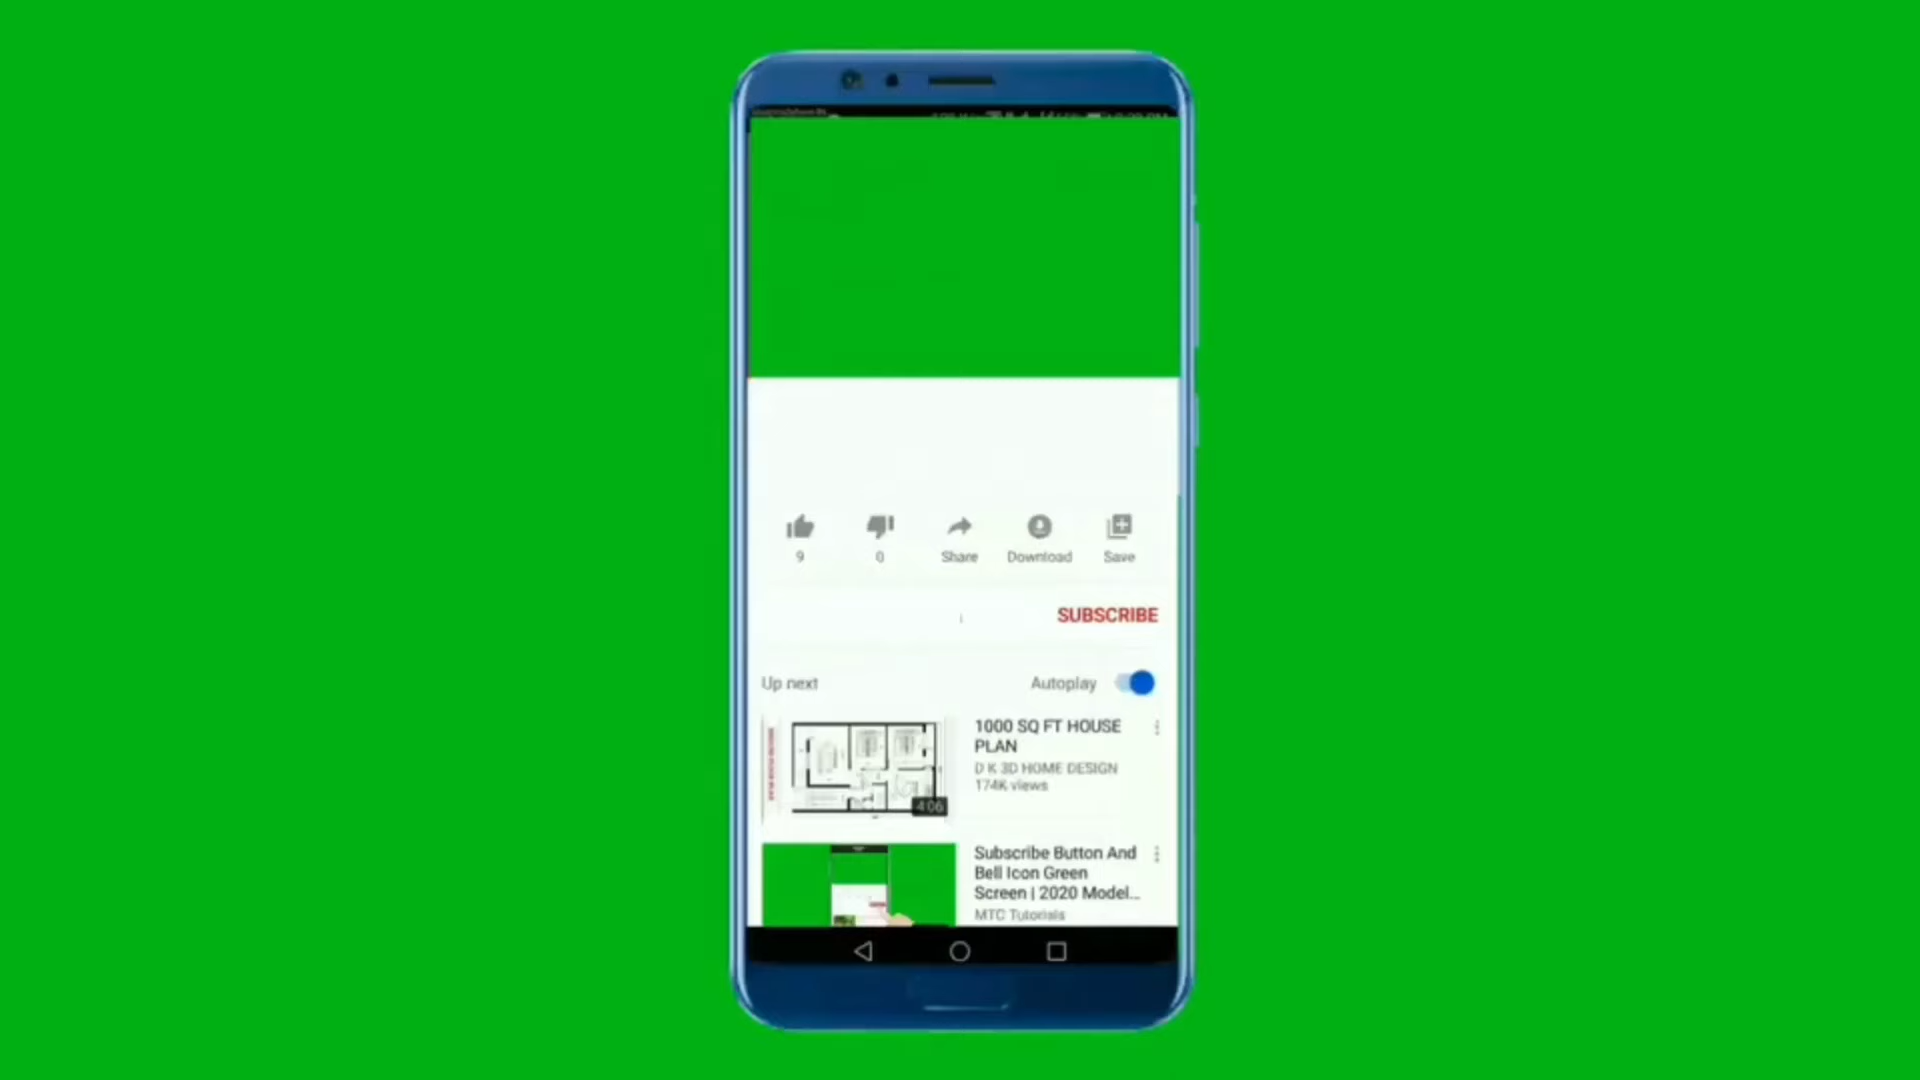 9
0
Share
Download
Save
SUBSCRIBE
Up next
Autoplay
1000 SQ FT HOUSE
PLAN
D K 3D HOME DESIGN
174K views
4:06
Subscribe Button And
Bell Icon Green
Screen | 2020 Model...
MTC Tutorials